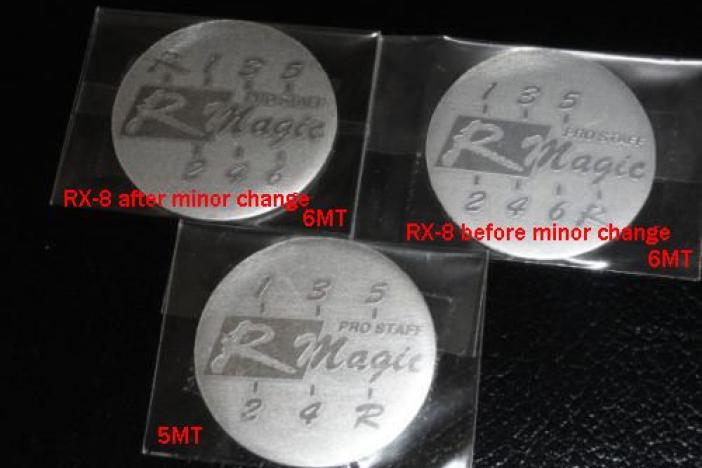 R 1 3 5
PRO STAFF
R Magic
2 4 6
RX-8 after minor change
6MT
1 3 5
PRO STAFF
R Magic
2 4 6 R
RX-8 before minor change
6MT
1 3 5
PRO STAFF
R Magic
2 4 R
5MT